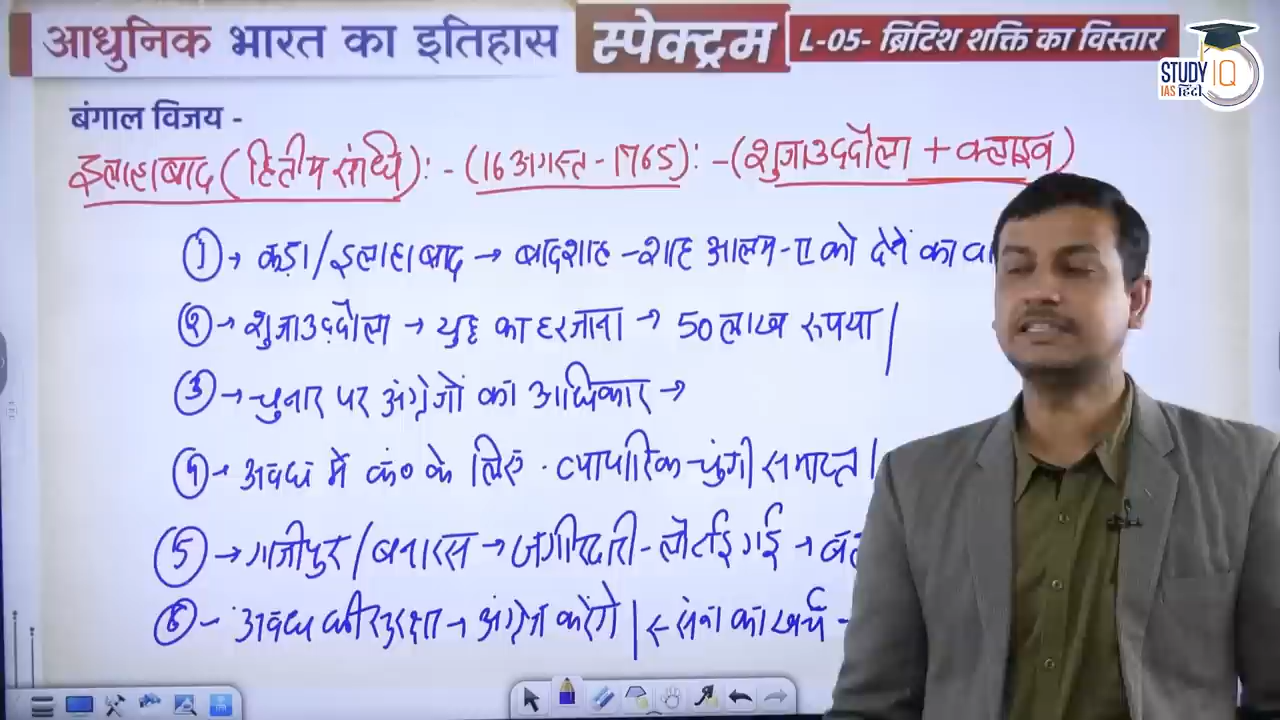 आधुनिक भारत का इतिहास स्पेक्ट्रम L-05- ब्रिटिश शक्ति का विस्तार
STUDY IQ
IAS हिंदी
बंगाल विजय -
इलाहाबाद (द्वितीय संधि): - (16 अगस्त - 1765): - (शुजाउद्दौला + क्लाइव)
① → कड़ा/इलाहाबाद → बादशाह - शाह आलम-II को देने का
② → शुजाउद्दौला → युद्ध का हरजाना → 50 लाख रुपया |
③ → चुनार पर अंग्रेजों का अधिकार →
④ → अवध में कं० के लिए व्यापारिक-चुंगी समाप्त |
⑤ → गाजीपुर/बनारस → जगीरदारी - लौटाई गई →
⑥ - अवध की सुरक्षा → अंग्रेज करेंगे | ← सेना का खर्च -